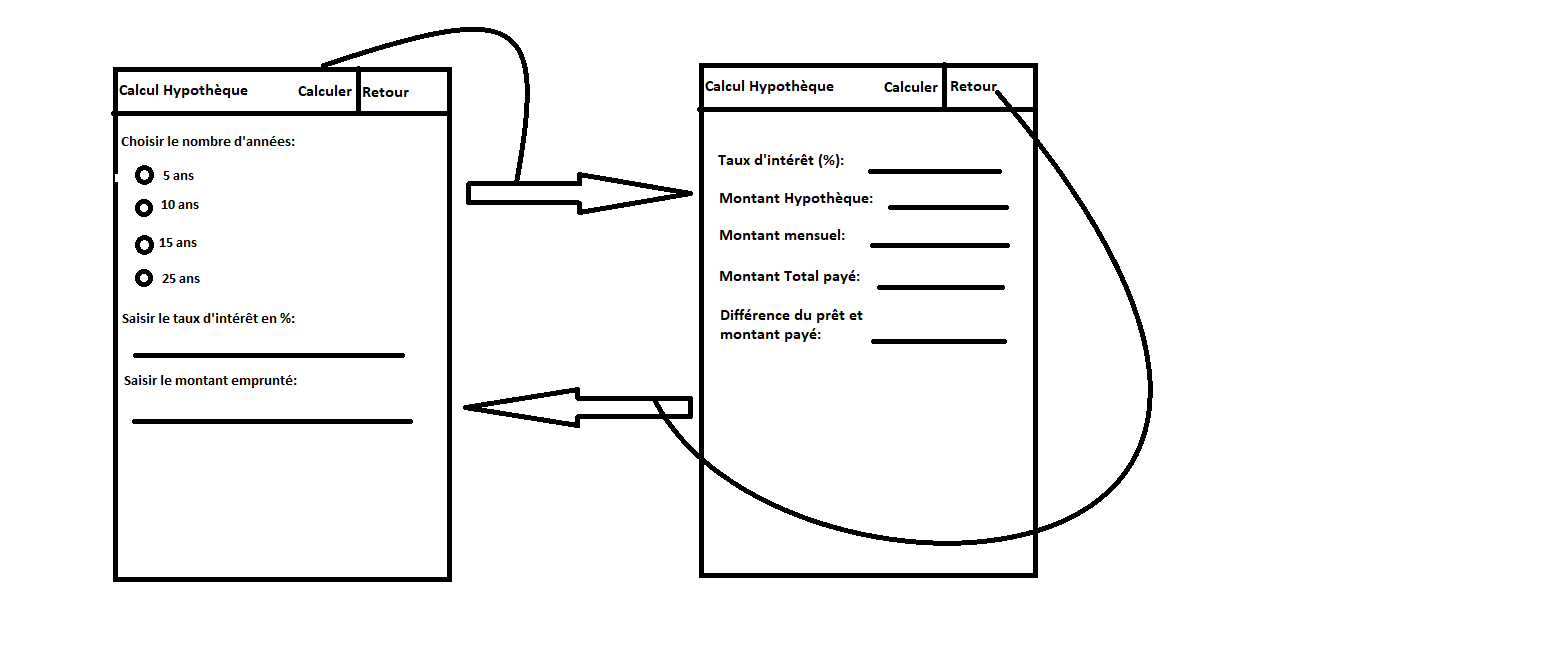 Calcul Hypothèque Calculer Retour
Choisir le nombre d'années:
5 ans
10 ans
15 ans
25 ans
Saisir le taux d'intérêt en %:
Saisir le montant emprunté:
Calcul Hypothèque Calculer Retour
Taux d'intérêt (%):
Montant Hypothèque:
Montant mensuel:
Montant Total payé:
Différence du prêt et
montant payé: